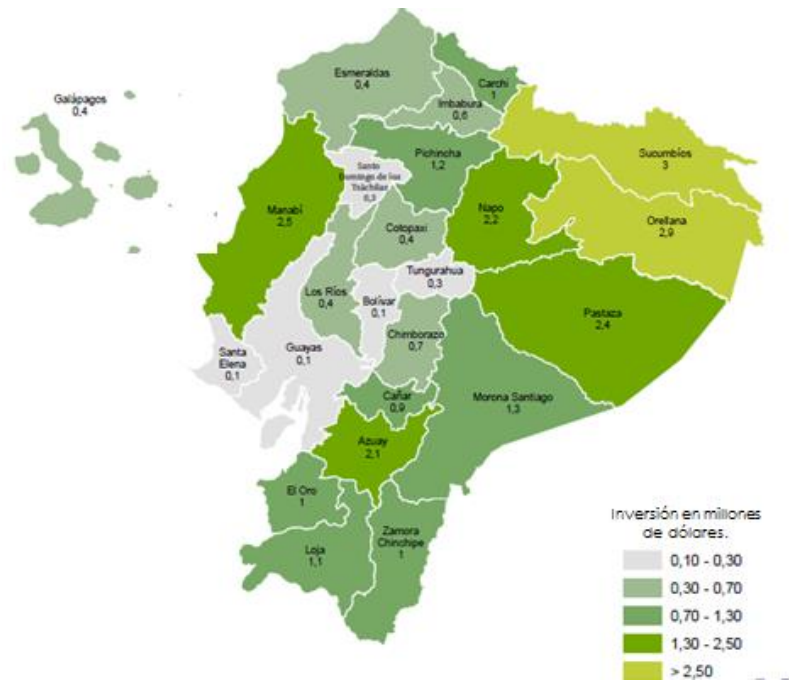 Esmeraldas
0,4
Carchi
1
Galápagos
0,4
Imbabura
0,6
Pichincha
1,2
Sucumbíos
3
Santo
Domingo de los
Tsáchilas
0,3
Manabí
2,5
Napo
2,2
Orellana
2,9
Cotopaxi
0,4
Tungurahua
0,3
Los Ríos
0,4
Bolívar
0,1
Pastaza
2,4
Chimborazo
0,7
Guayas
0,1
Santa
Elena
0,1
Cañar
0,9
Morona Santiago
1,3
Azuay
2,1
El Oro
1
Zamora
Chinchipe
1
Loja
1,1
Inversión en millones
de dólares.
0,10 - 0,30
0,30 - 0,70
0,70 - 1,30
1,30 - 2,50
> 2,50